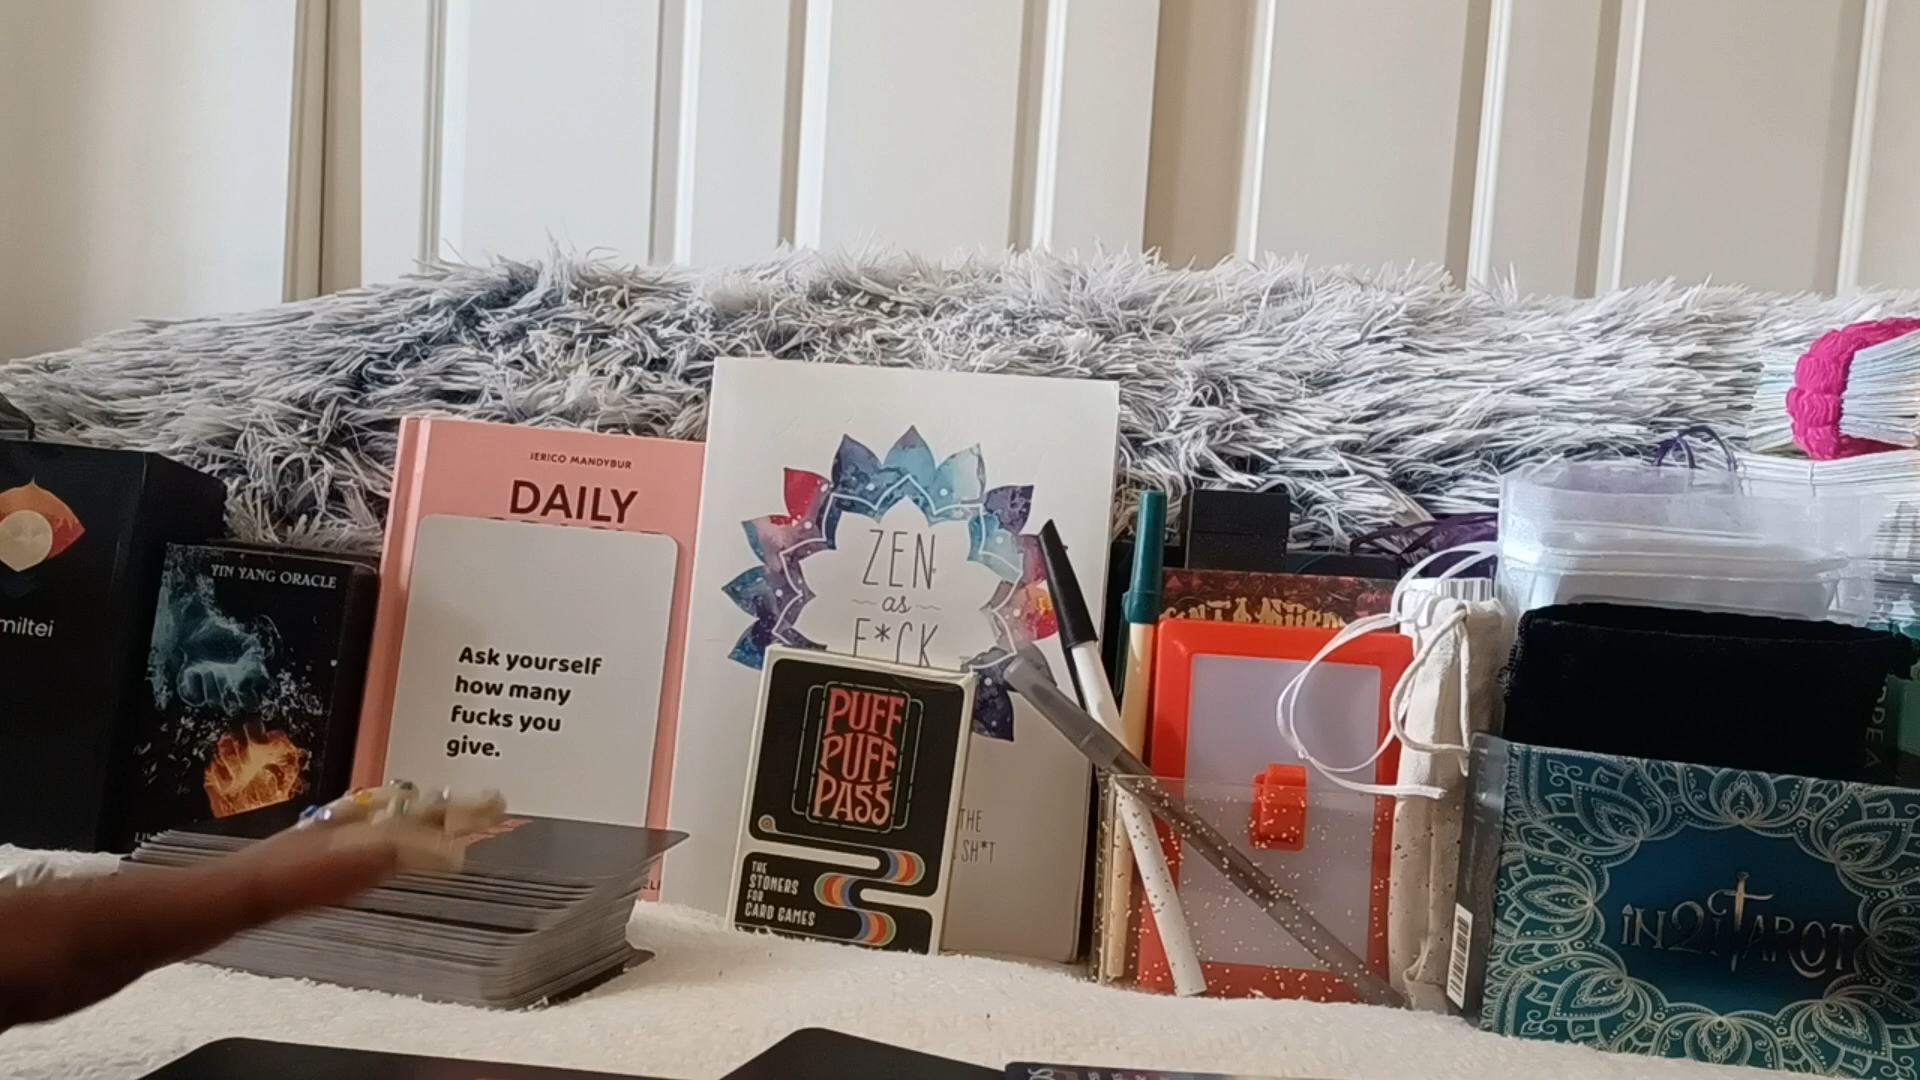 miltei
YIN YANG ORACLE
JERICO MANDYBUR
DAILY
Ask yourself
how many
fucks you
give.
ZEN
as
F*CK
THE
SH*T
PUFF
PUFF
PASS
THE
STONERS
FOR
CARD GAMES
IN2ITAROT